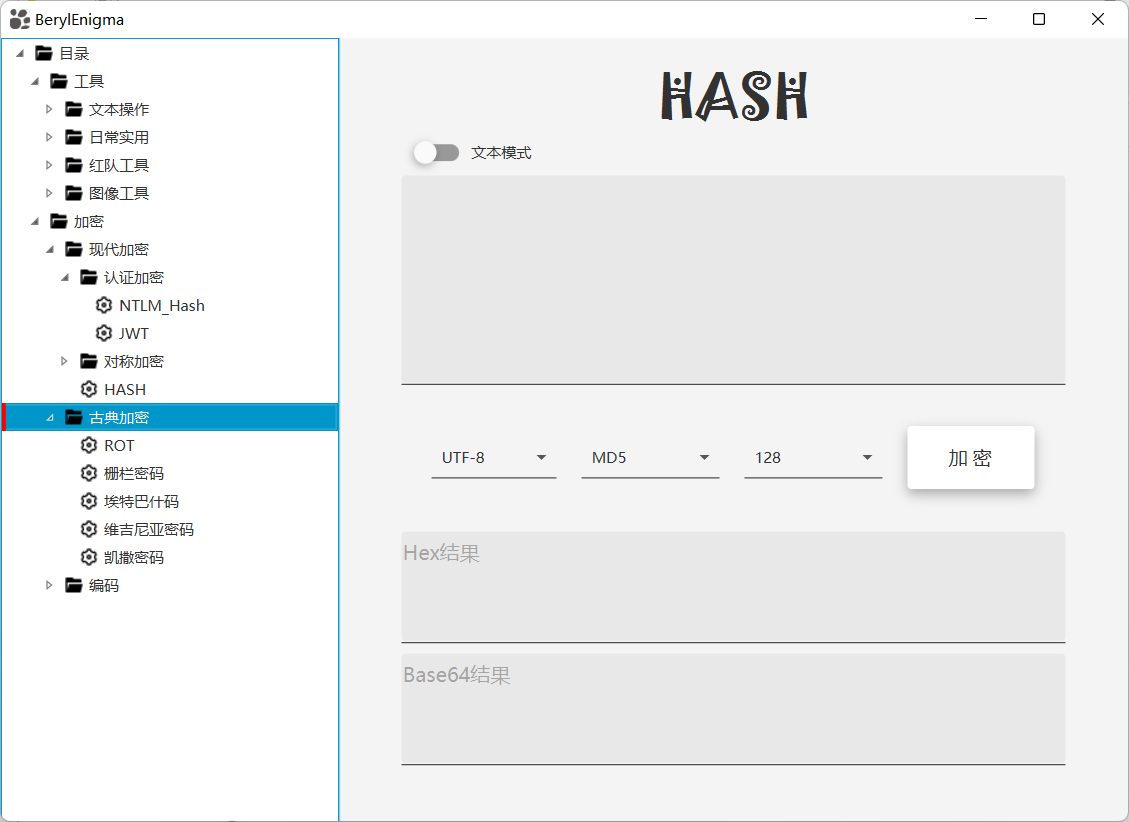 BerylEnigma
目录
工具
文本操作
日常实用
红队工具
图像工具
加密
现代加密
认证加密
NTLM_Hash
JWT
对称加密
HASH
古典加密
ROT
栅栏密码
埃特巴什码
维吉尼亚密码
凯撒密码
编码
HASH
文本模式
UTF-8 MD5 128 加密
Hex结果
Base64结果